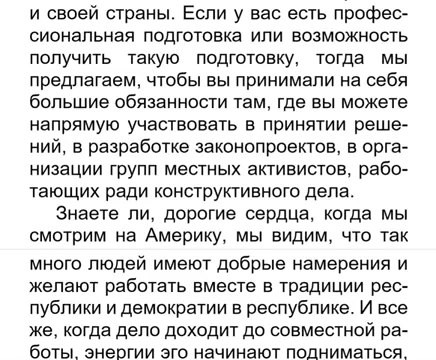 и своей страны. Если у вас есть профес-
сиональная подготовка или возможность
получить такую подготовку, тогда мы
предлагаем, чтобы вы принимали на себя
большие обязанности там, где вы можете
напрямую участвовать в принятии реше-
ний, в разработке законопроектов, в орга-
низации групп местных активистов, рабо-
тающих ради конструктивного дела.
Знаете ли, дорогие сердца, когда мы
смотрим на Америку, мы видим, что так
много людей имеют добрые намерения и
желают работать вместе в традиции рес-
публики и демократии в республике. И все
же, когда дело доходит до совместной ра-
боты, энергии эго начинают подниматься,